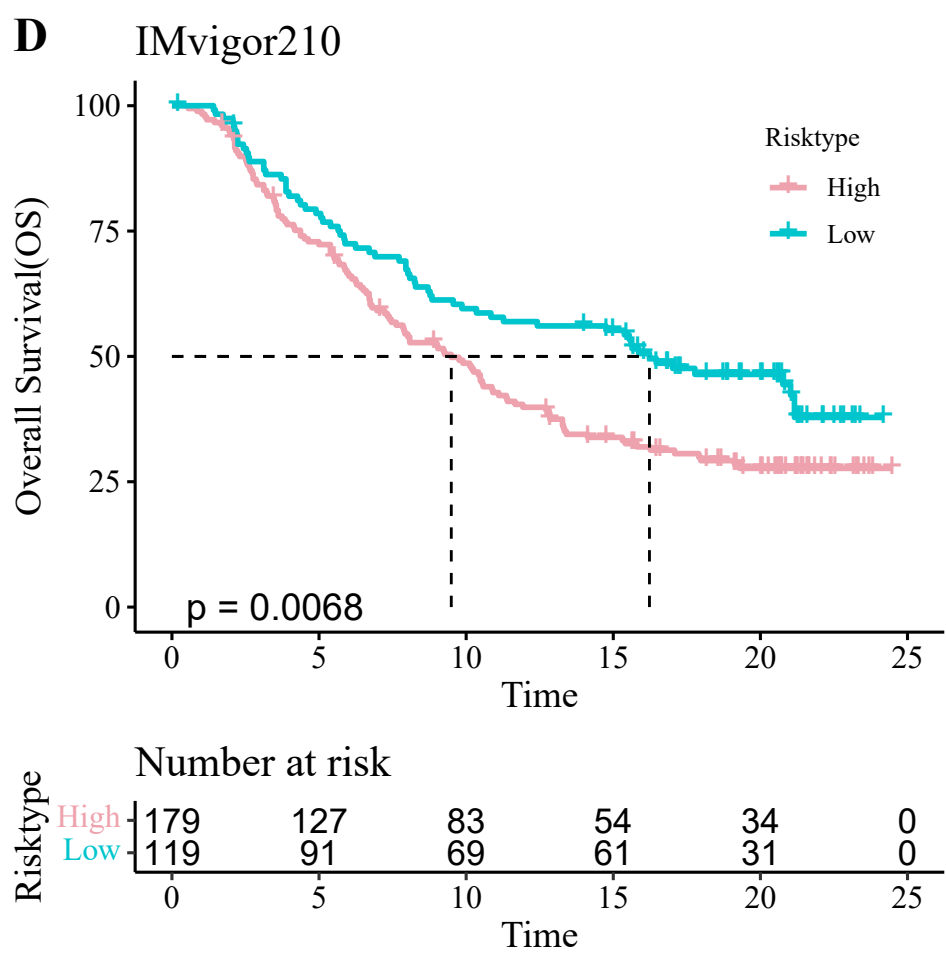 D IMvigor210
Overall Survival(OS)
100
75
50
25
0
Risktype
High
Low
p = 0.0068
0 5 10 15 20 25
Time
Number at risk
Risktype
High 179 127 83 54 34 0
Low 119 91 69 61 31 0
0 5 10 15 20 25
Time